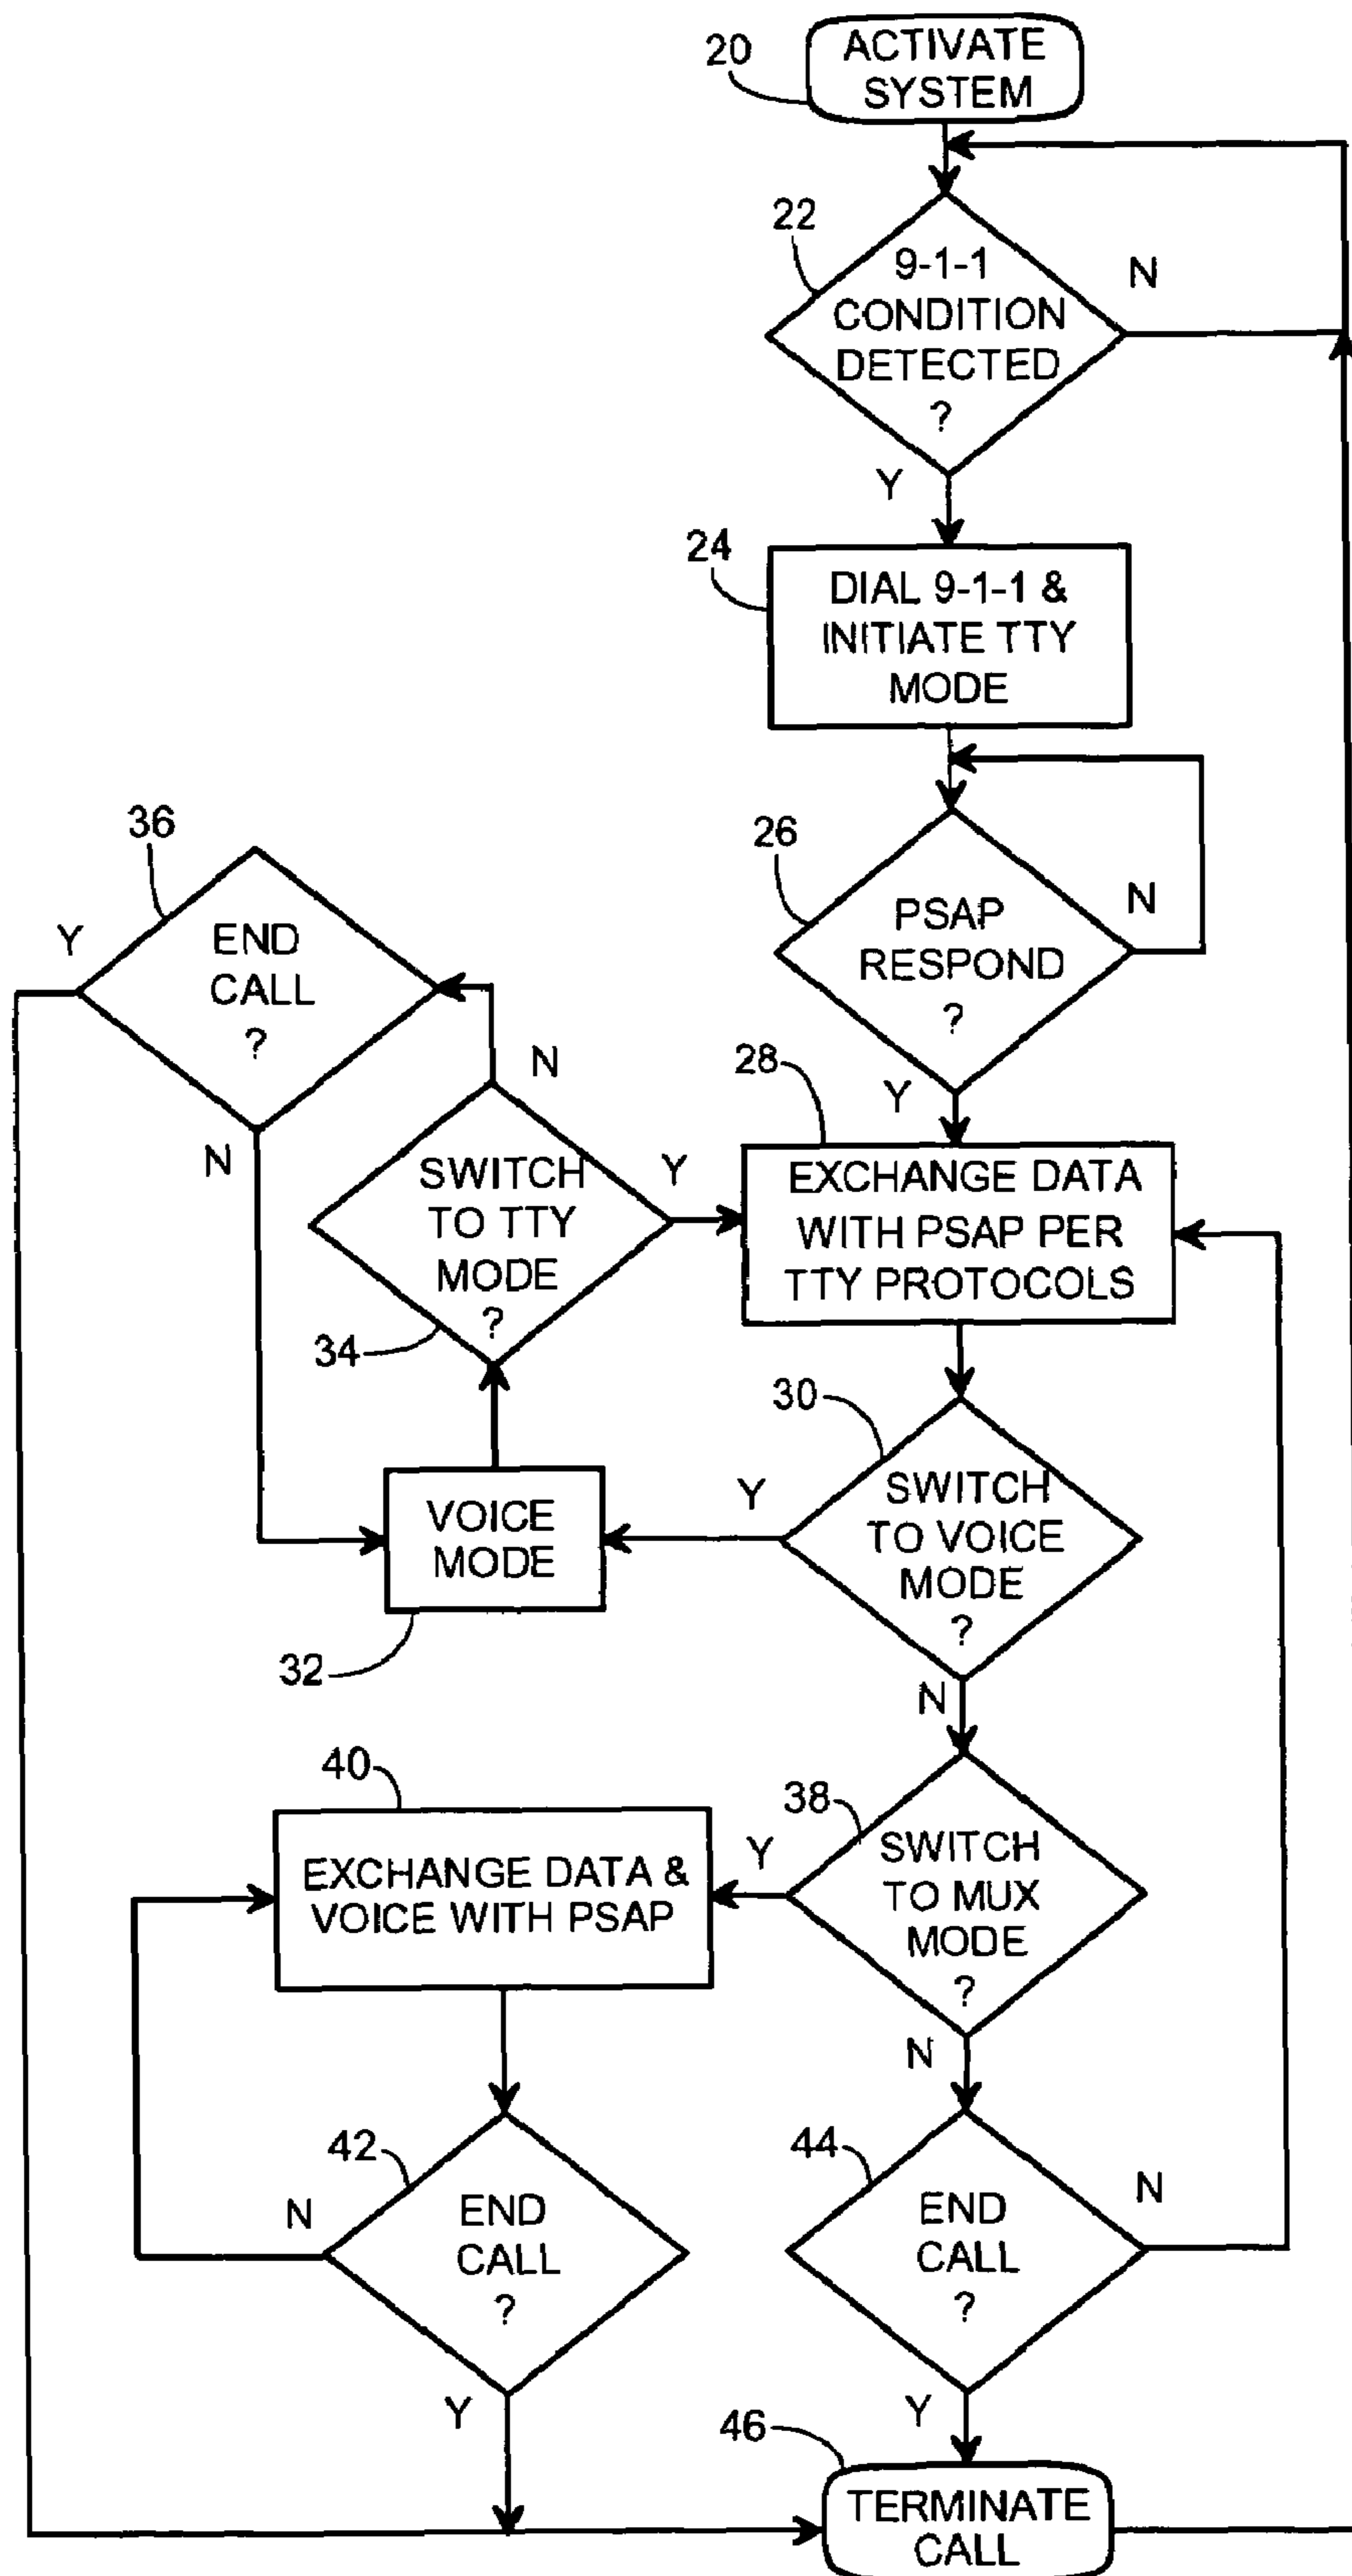 20
ACTIVATE
SYSTEM
22
9-1-1
CONDITION
DETECTED
?
N
Y
24
DIAL 9-1-1 &
INITIATE TTY
MODE
26
PSAP
RESPOND
?
N
Y
36
END
CALL
?
Y
N
34
SWITCH
TO TTY
MODE
?
N
Y
28
EXCHANGE DATA
WITH PSAP PER
TTY PROTOCOLS
30
SWITCH
TO VOICE
MODE
?
Y
N
VOICE
MODE
32
38
SWITCH
TO MUX
MODE
?
Y
N
40
EXCHANGE DATA &
VOICE WITH PSAP
42
END
CALL
?
N
Y
44
END
CALL
?
N
Y
46
TERMINATE
CALL